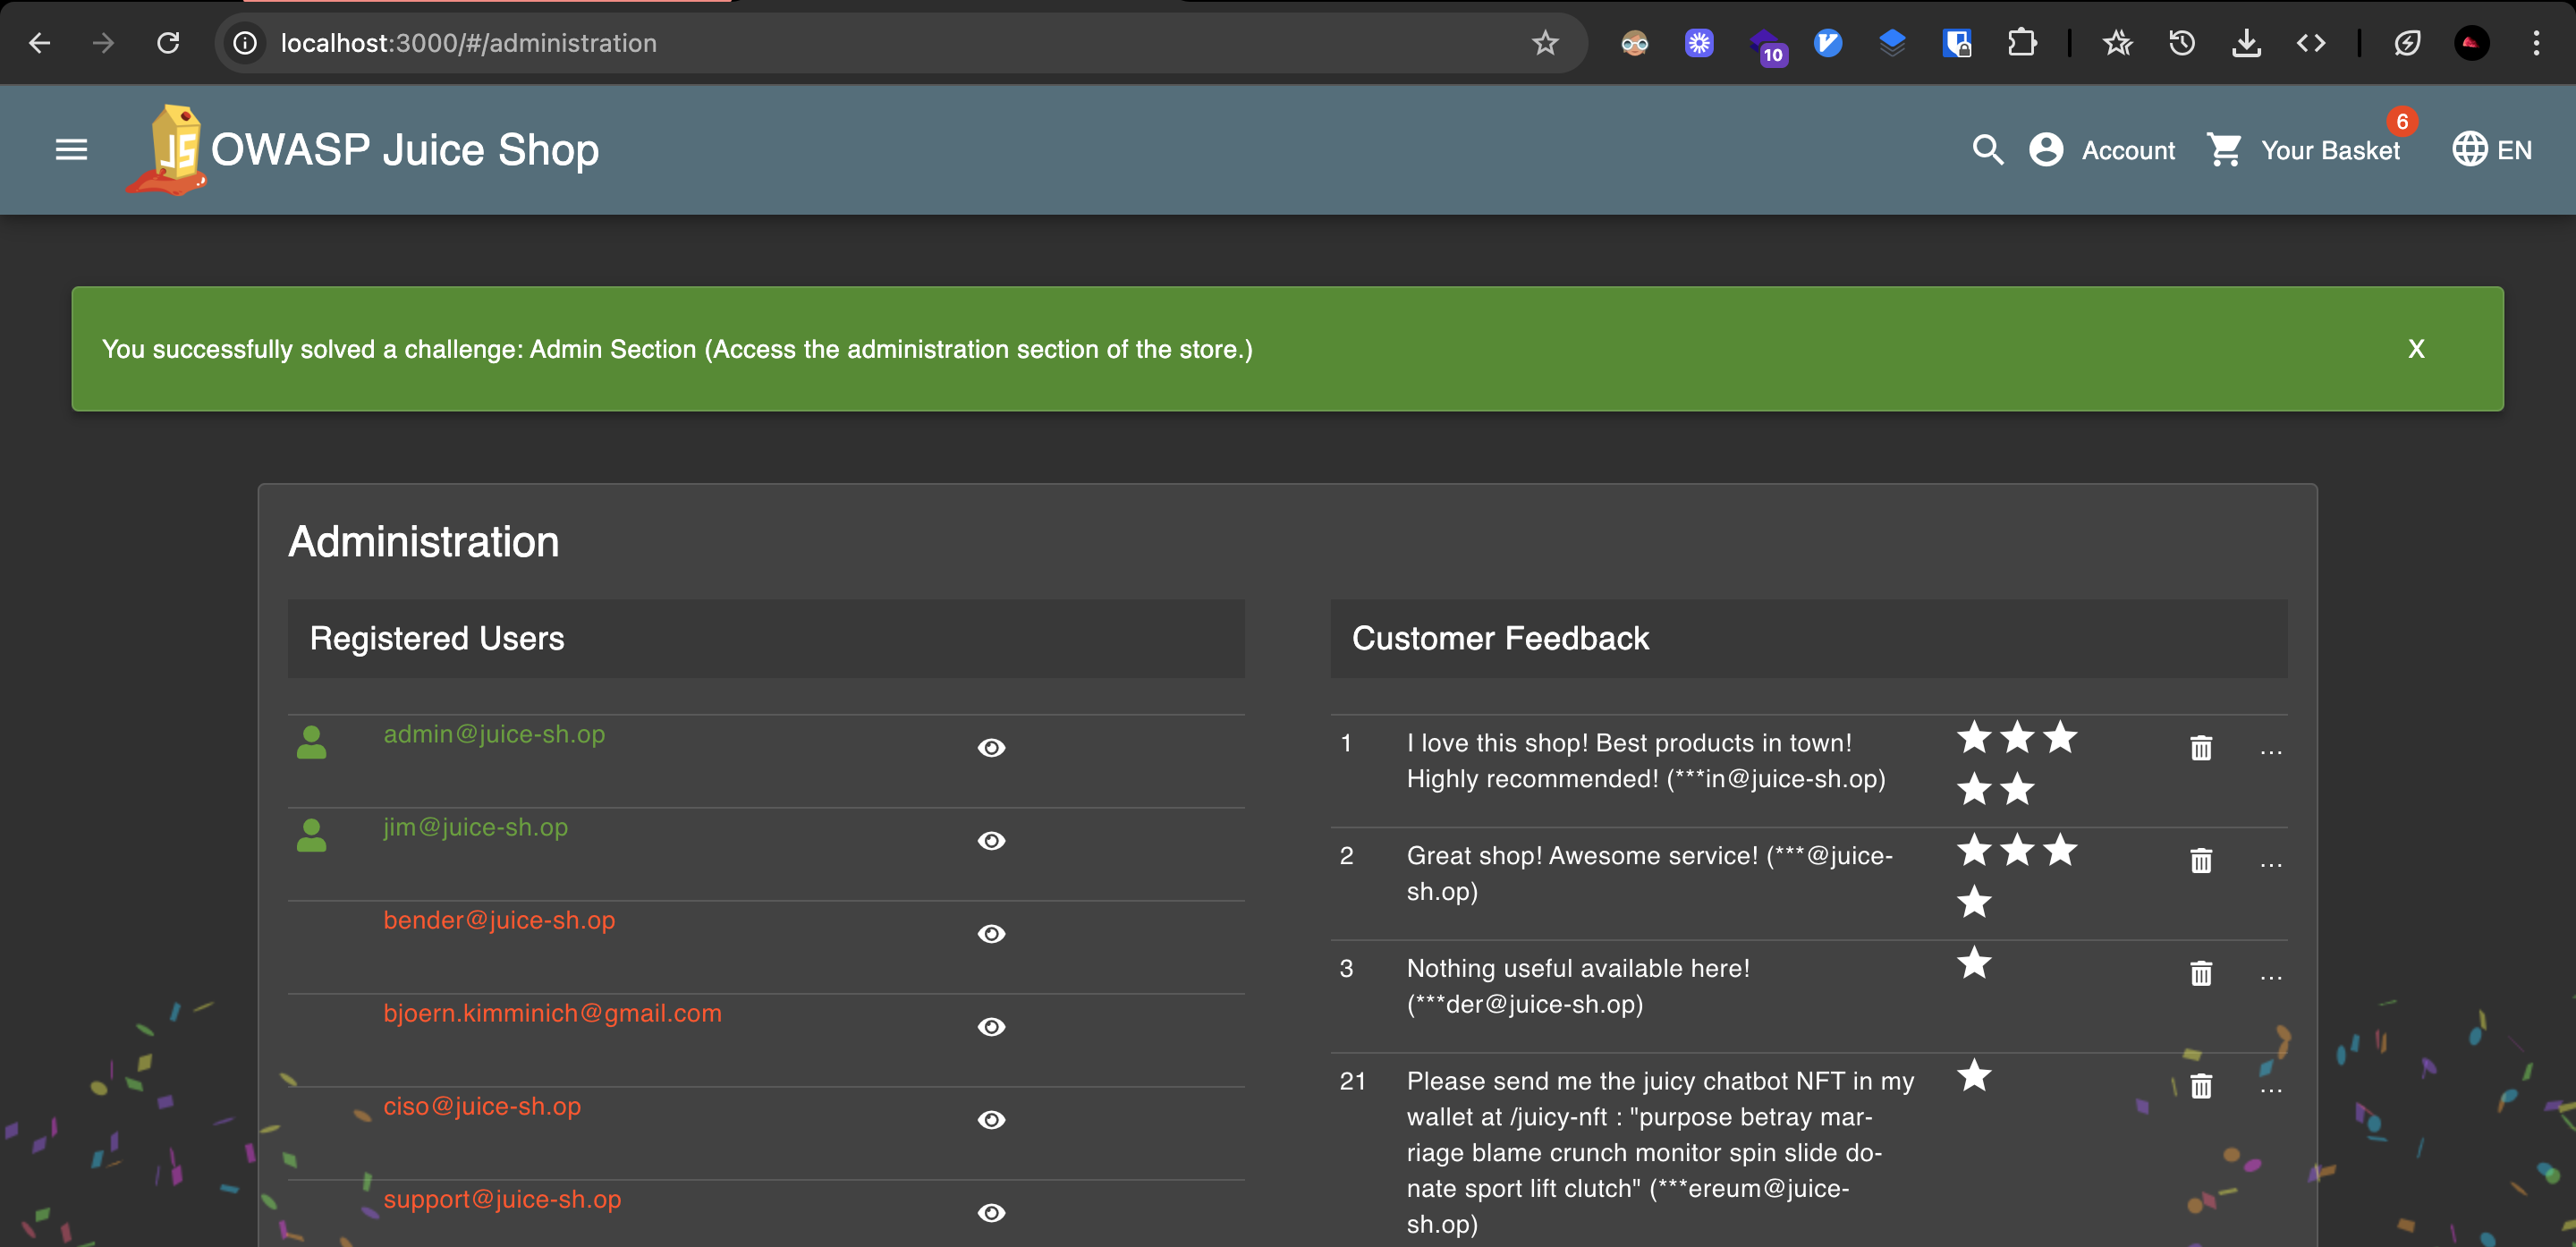 localhost:3000/#/administration
10
JS
OWASP Juice Shop
Account
Your Basket
6
EN
You successfully solved a challenge: Admin Section (Access the administration section of the store.)
X
Administration
Registered Users
admin@juice-sh.op
jim@juice-sh.op
bender@juice-sh.op
bjoern.kimminich@gmail.com
ciso@juice-sh.op
support@juice-sh.op
Customer Feedback
1
I love this shop! Best products in town!
Highly recommended! (***in@juice-sh.op)
...
2
Great shop! Awesome service! (***@juice-
sh.op)
...
3
Nothing useful available here!
(***der@juice-sh.op)
...
21
Please send me the juicy chatbot NFT in my
wallet at /juicy-nft : "purpose betray mar-
riage blame crunch monitor spin slide do-
nate sport lift clutch" (***ereum@juice-
sh.op)
...